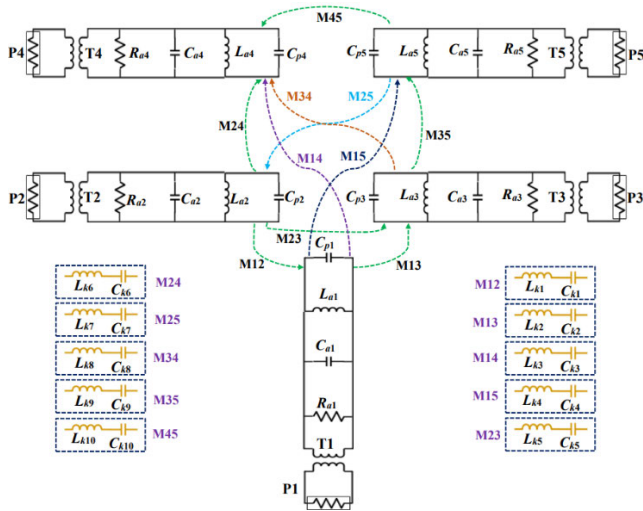 M45
P4 T4 Ra4 Ca4 La4 Cp4 Cp5 La5 Ca5 Ra5 T5 P5
M34 M25
M24 M14 M15 M35
P2 T2 Ra2 Ca2 La2 Cp2 Cp3 La3 Ca3 Ra3 T3 P3
M23
M12 Cp1 M13
Lk6 Ck6 M24
Lk7 Ck7 M25
Lk8 Ck8 M34
Lk9 Ck9 M35
Lk10 Ck10 M45
La1
Ca1
Ra1
T1
P1
M12 Lk1 Ck1
M13 Lk2 Ck2
M14 Lk3 Ck3
M15 Lk4 Ck4
M23 Lk5 Ck5